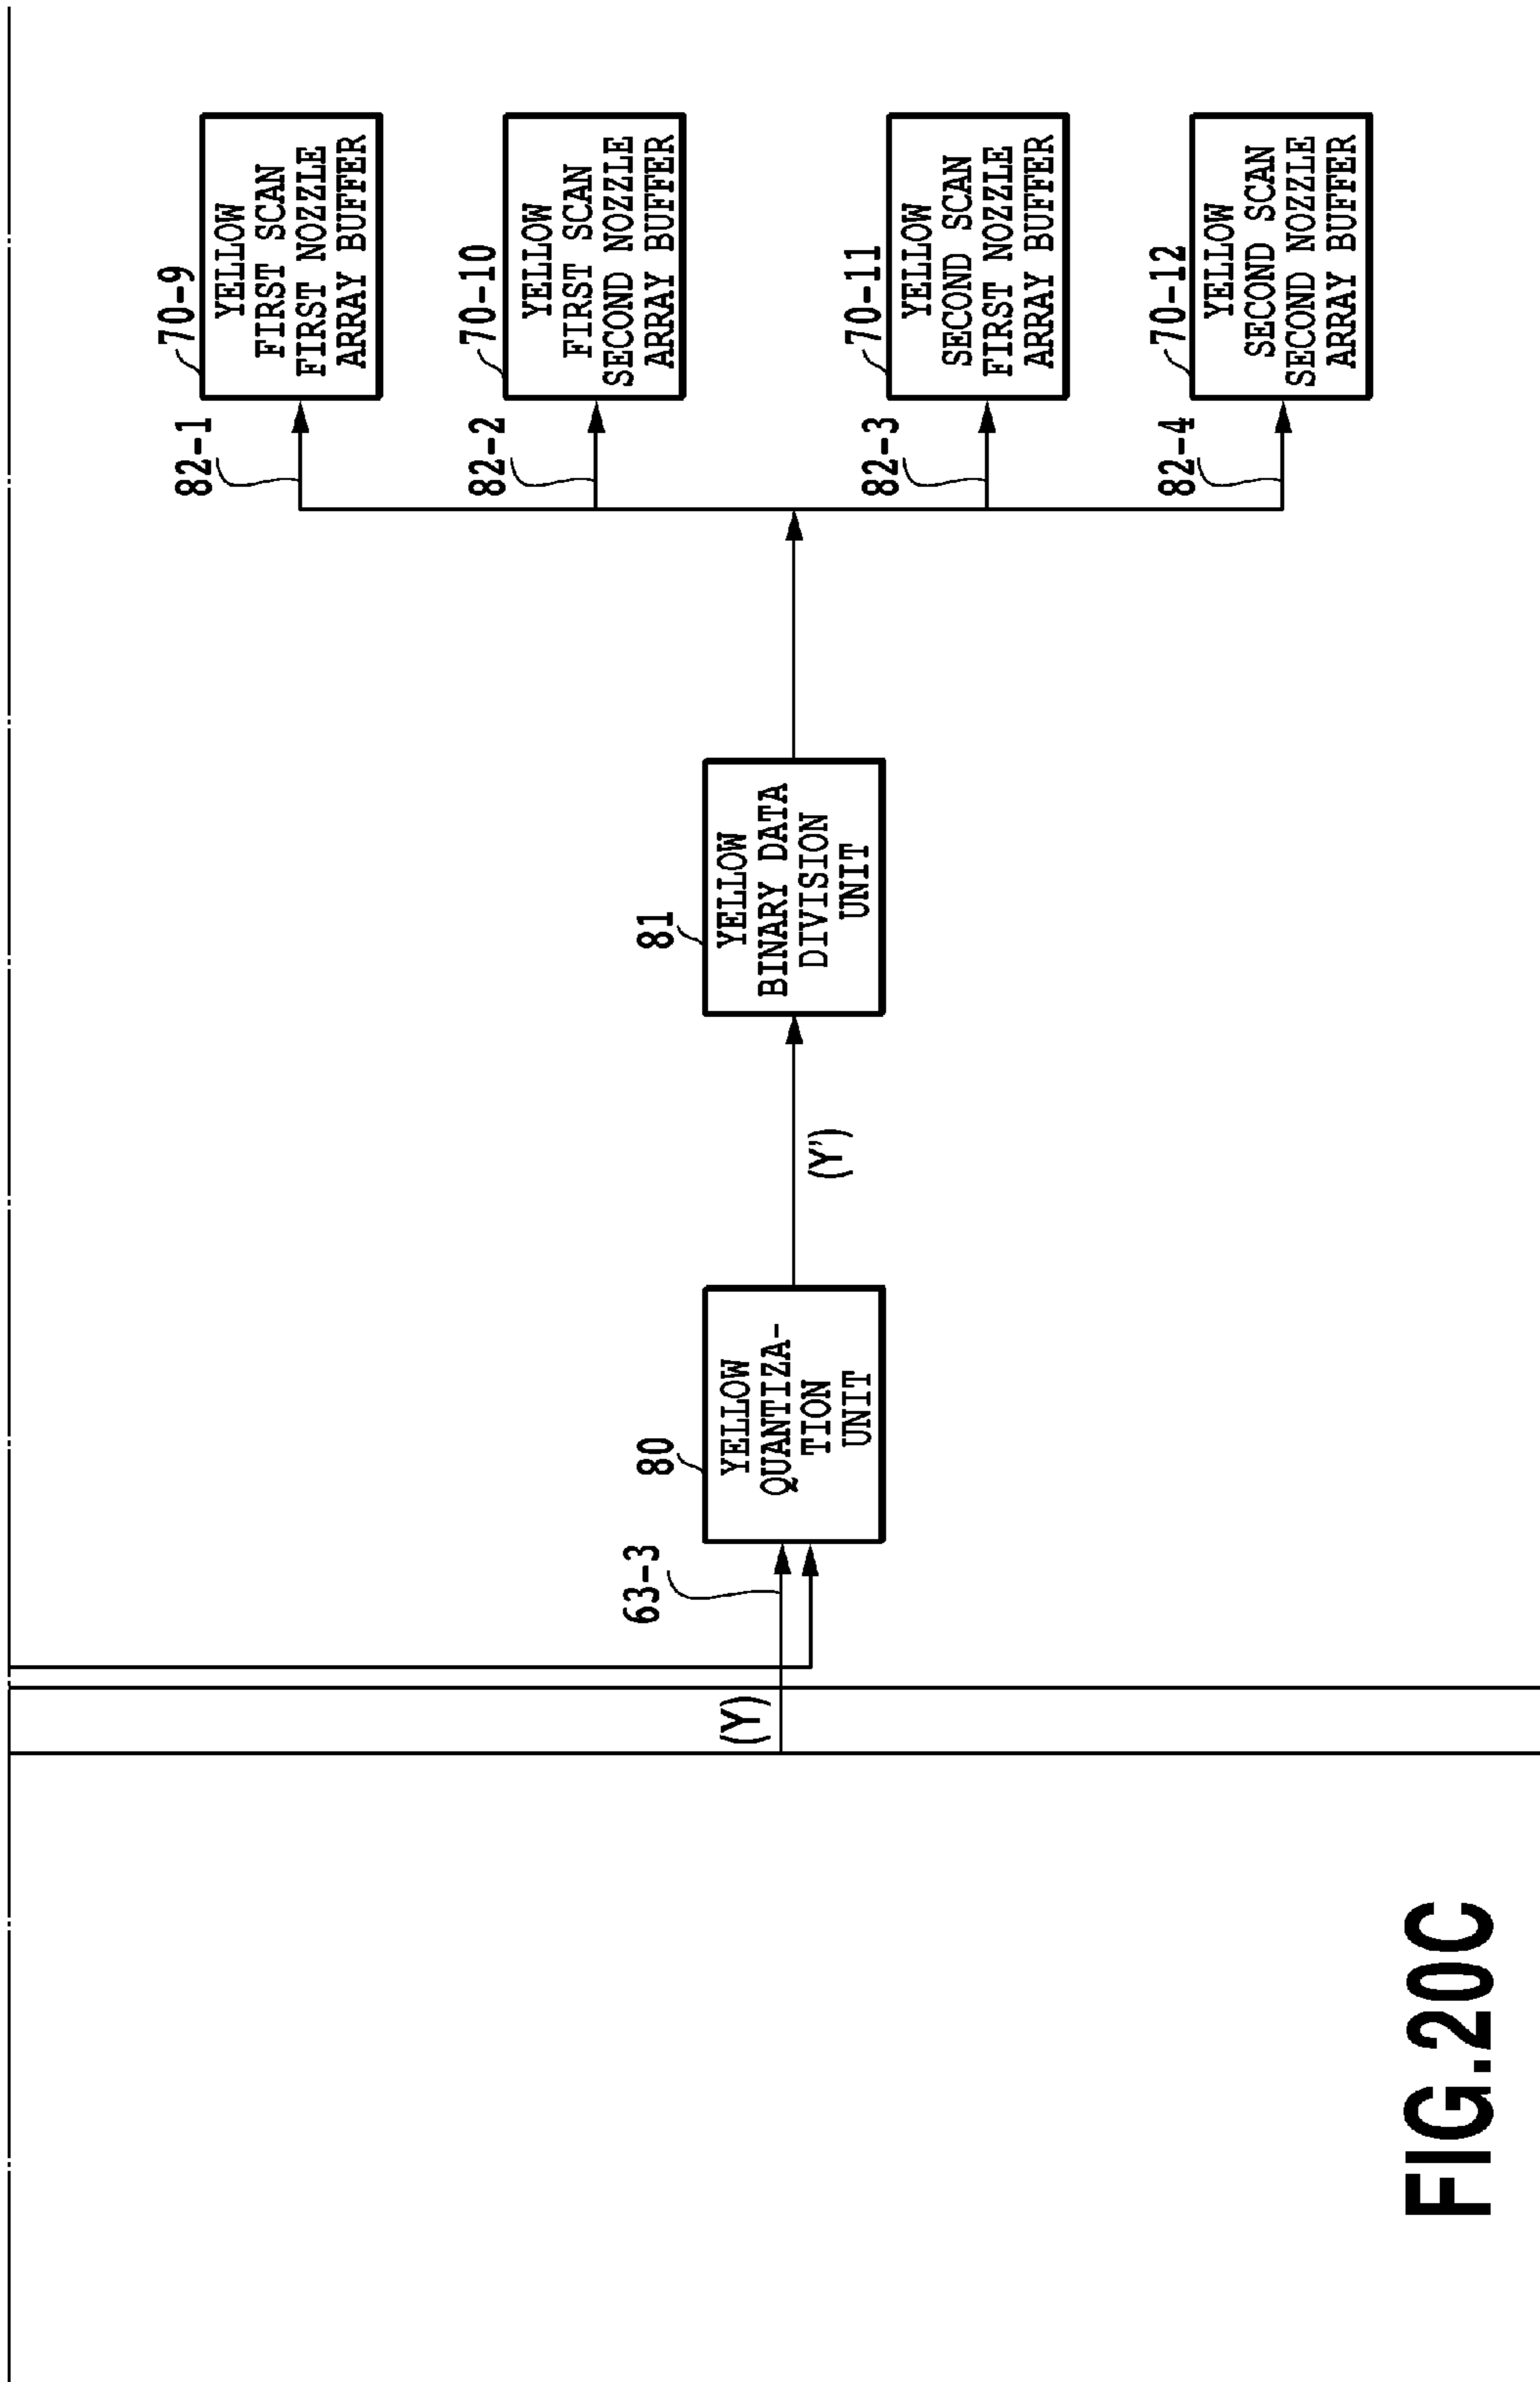 70-9
YELLOW
FIRST SCAN
FIRST NOZZLE
ARRAY BUFFER
82-1
70-10
YELLOW
FIRST SCAN
SECOND NOZZLE
ARRAY BUFFER
82-2
70-11
YELLOW
SECOND SCAN
FIRST NOZZLE
ARRAY BUFFER
82-3
70-12
YELLOW
SECOND SCAN
SECOND NOZZLE
ARRAY BUFFER
82-4
81
YELLOW
BINARY DATA
DIVISION
UNIT
(Y')
80
YELLOW
QUANTIZA-
TION
UNIT
63-3
(Y)
FIG.20C